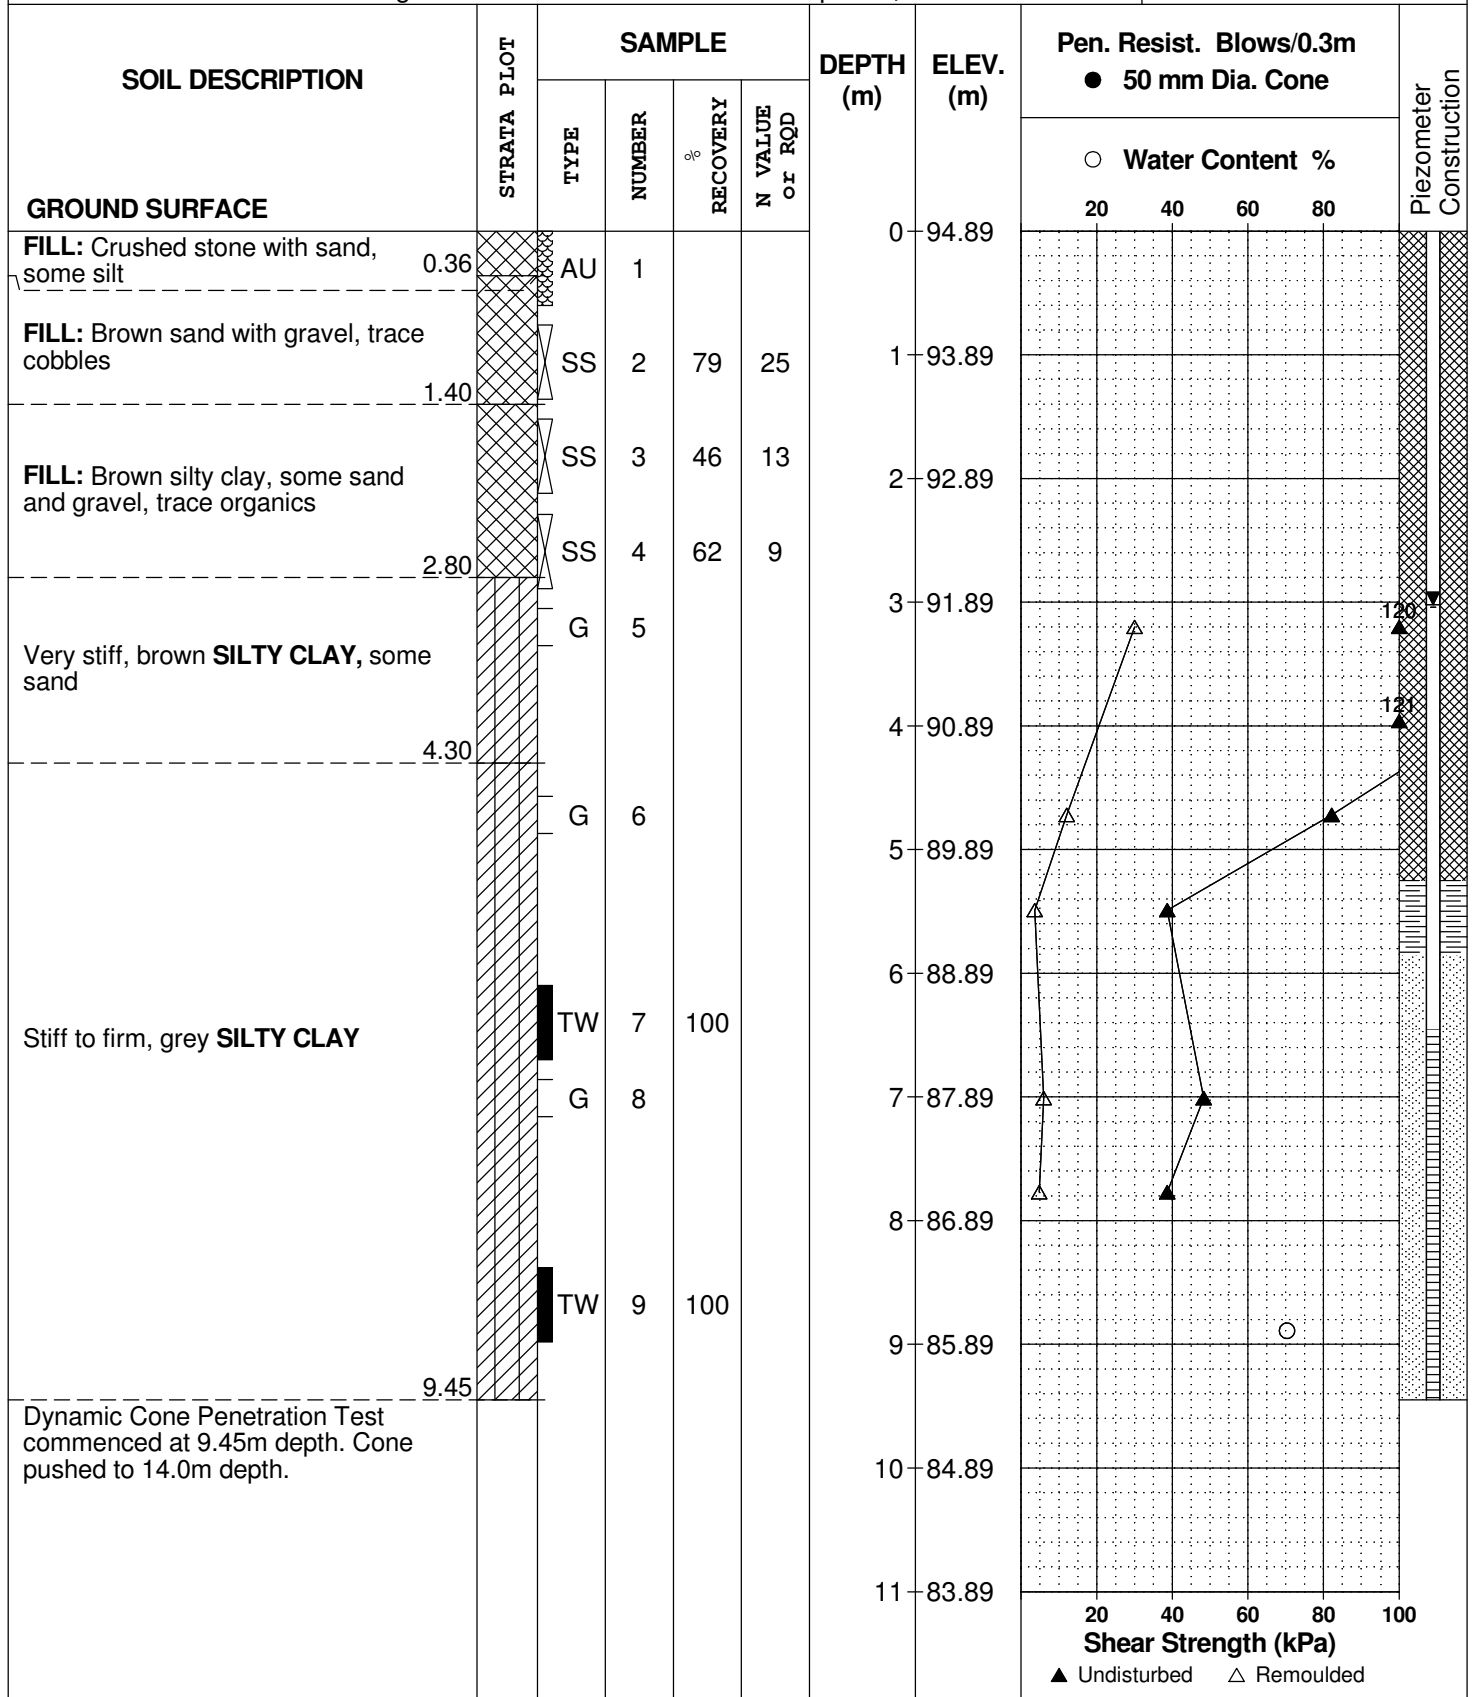 SOIL DESCRIPTION
GROUND SURFACE
STRATA PLOT
SAMPLE
TYPE
NUMBER
%
RECOVERY
N VALUE
or RQD
DEPTH
(m)
ELEV.
(m)
Pen. Resist. Blows/0.3m
● 50 mm Dia. Cone
○ Water Content %
20 40 60 80
Piezometer
Construction
FILL: Crushed stone with sand,
some silt
0.36
AU 1
0 94.89
FILL: Brown sand with gravel, trace
cobbles
1.40
SS 2 79 25
1 93.89
FILL: Brown silty clay, some sand
and gravel, trace organics
2.80
SS 3 46 13
2 92.89
SS 4 62 9
3 91.89
120
G 5
Very stiff, brown SILTY CLAY, some
sand
4.30
121
4 90.89
G 6
5 89.89
6 88.89
Stiff to firm, grey SILTY CLAY
TW 7 100
G 8
7 87.89
8 86.89
TW 9 100
9 85.89
9.45
Dynamic Cone Penetration Test
commenced at 9.45m depth. Cone
pushed to 14.0m depth.
10 84.89
11 83.89
20 40 60 80 100
Shear Strength (kPa)
▲ Undisturbed △ Remoulded